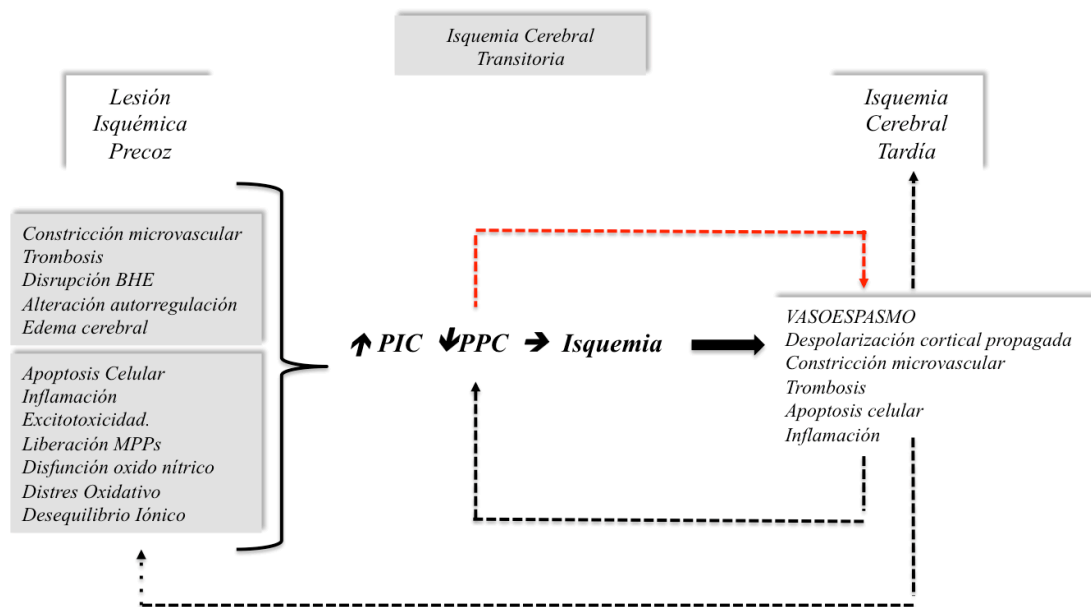 Isquemia Cerebral
Transitoria
Lesión
Isquémica
Precoz
Isquemia
Cerebral
Tardía
Constricción microvascular
Trombosis
Disrupción BHE
Alteración autorregulación
Edema cerebral
Apoptosis Celular
Inflamación
Excitotoxicidad.
Liberación MPPs
Disfunción oxido nítrico
Distres Oxidativo
Desequilibrio Iónico
↑ PIC ↓PPC → Isquemia
VASOESPASMO
Despolarización cortical propagada
Constricción microvascular
Trombosis
Apoptosis celular
Inflamación